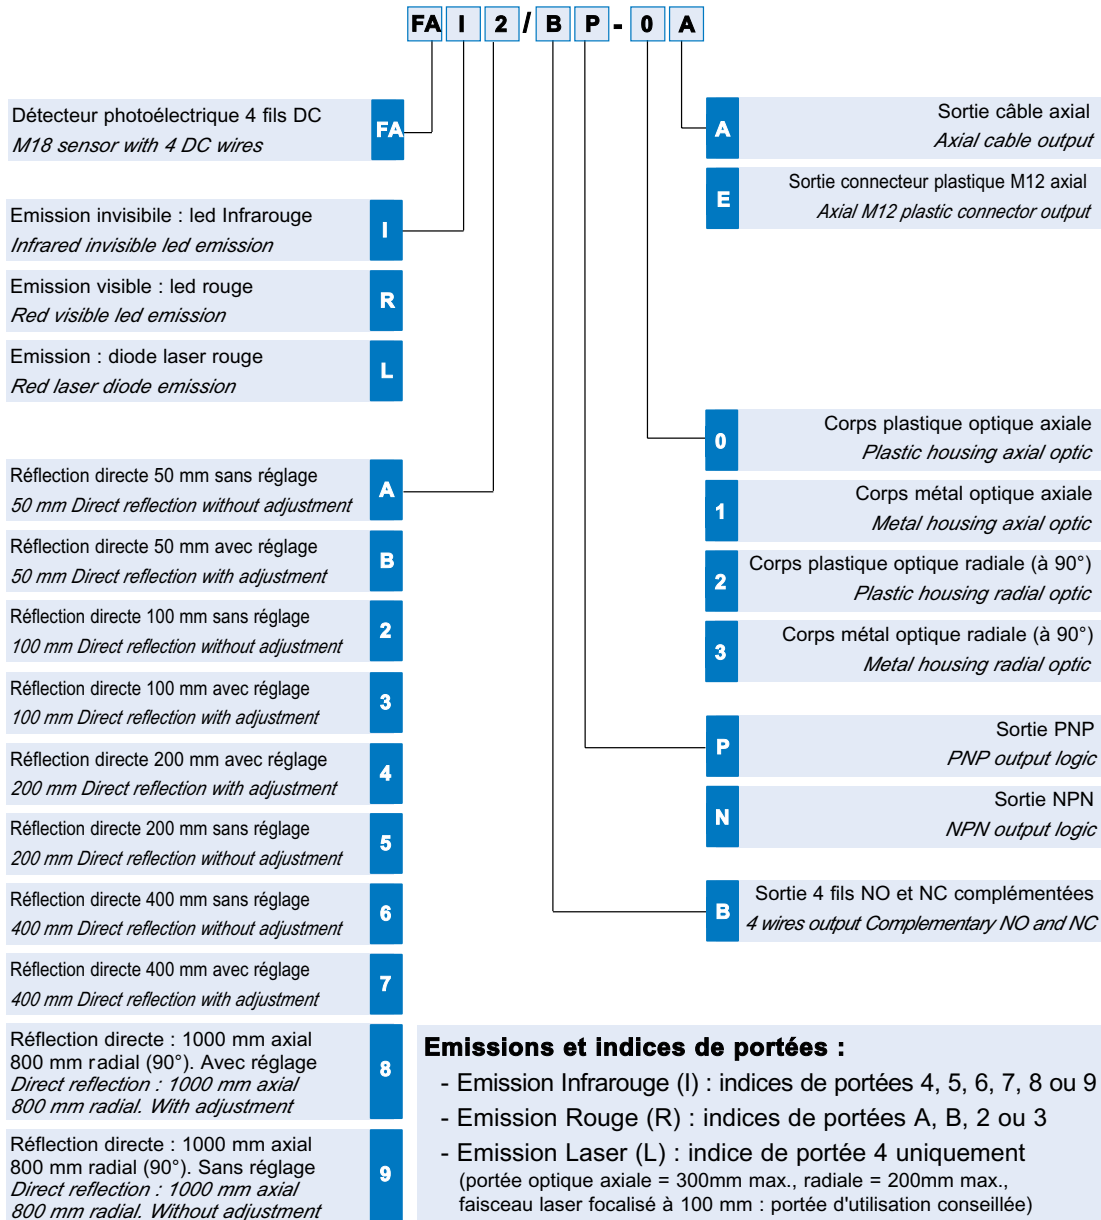 FA I 2 / B P - 0 A
Détecteur photoélectrique 4 fils DC
M18 sensor with 4 DC wires
FA
Emission invisibile : led Infrarouge
Infrared invisible led emission
I
Emission visible : led rouge
Red visible led emission
R
Emission : diode laser rouge
Red laser diode emission
L
Réflection directe 50 mm sans réglage
50 mm Direct reflection without adjustment
A
Réflection directe 50 mm avec réglage
50 mm Direct reflection with adjustment
B
Réflection directe 100 mm sans réglage
100 mm Direct reflection without adjustment
2
Réflection directe 100 mm avec réglage
100 mm Direct reflection with adjustment
3
Réflection directe 200 mm avec réglage
200 mm Direct reflection with adjustment
4
Réflection directe 200 mm sans réglage
200 mm Direct reflection without adjustment
5
Réflection directe 400 mm sans réglage
400 mm Direct reflection without adjustment
6
Réflection directe 400 mm avec réglage
400 mm Direct reflection with adjustment
7
Réflection directe : 1000 mm axial
800 mm radial (90°). Avec réglage
Direct reflection : 1000 mm axial
800 mm radial. With adjustment
8
Réflection directe : 1000 mm axial
800 mm radial (90°). Sans réglage
Direct reflection : 1000 mm axial
800 mm radial. Without adjustment
9
A
Sortie câble axial
Axial cable output
E
Sortie connecteur plastique M12 axial
Axial M12 plastic connector output
0
Corps plastique optique axiale
Plastic housing axial optic
1
Corps métal optique axiale
Metal housing axial optic
2
Corps plastique optique radiale (à 90°)
Plastic housing radial optic
3
Corps métal optique radiale (à 90°)
Metal housing radial optic
P
Sortie PNP
PNP output logic
N
Sortie NPN
NPN output logic
B
Sortie 4 fils NO et NC complémentées
4 wires output Complementary NO and NC
Emissions et indices de portées :
- Emission Infrarouge (I) : indices de portées 4, 5, 6, 7, 8 ou 9
- Emission Rouge (R) : indices de portées A, B, 2 ou 3
- Emission Laser (L) : indice de portée 4 uniquement
(portée optique axiale = 300mm max., radiale = 200mm max.,
faisceau laser focalisé à 100 mm : portée d'utilisation conseillée)